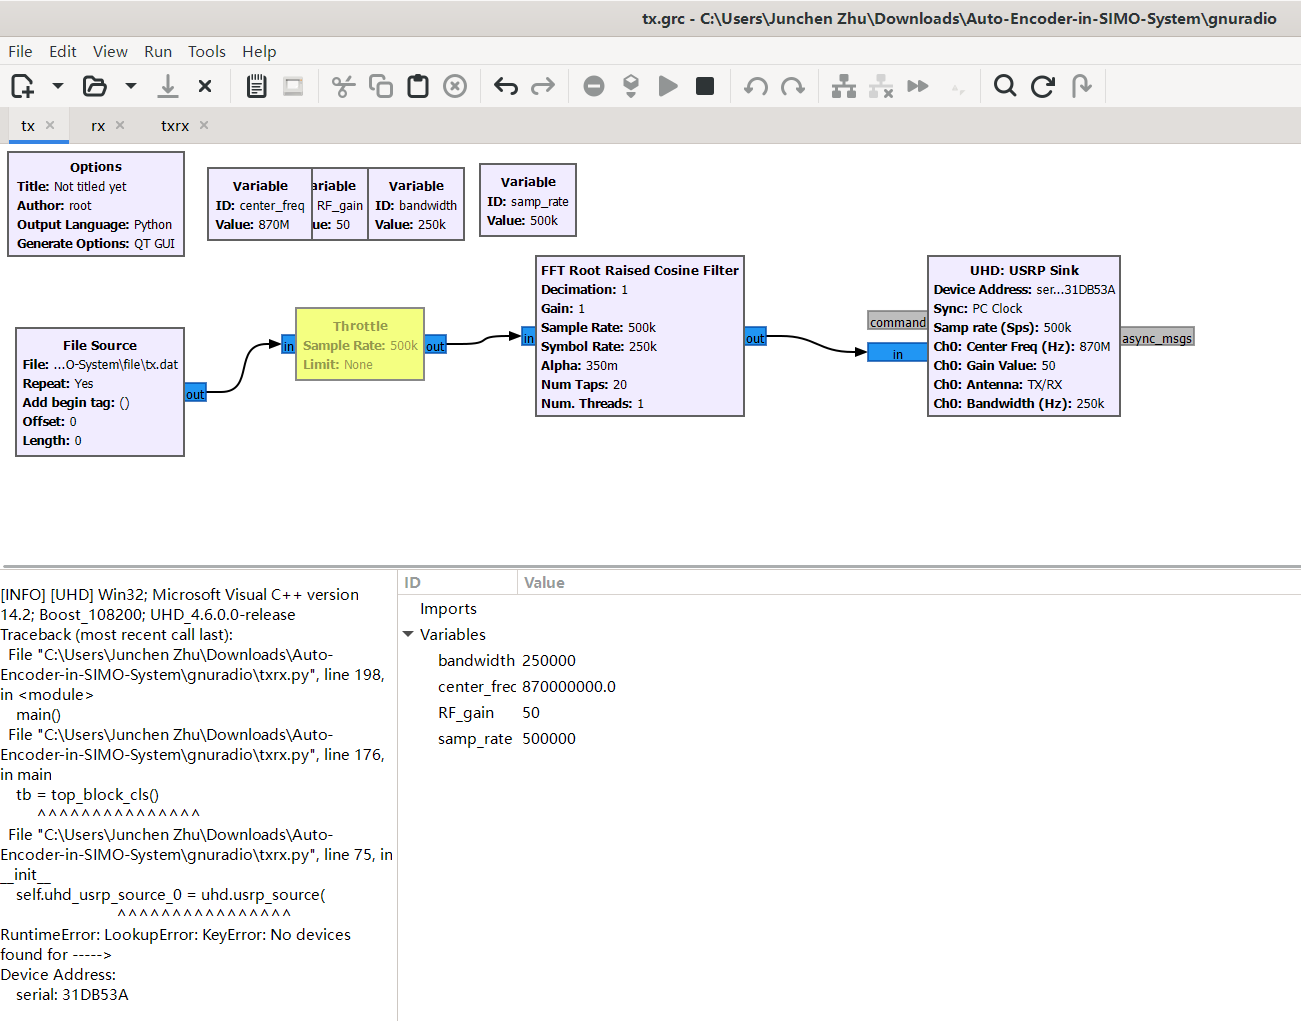 tx.grc - C:\Users\Junchen Zhu\Downloads\Auto-Encoder-in-SIMO-System\gnuradio
File Edit View Run Tools Help
tx rx txrx
Options
Title: Not titled yet
Author: root
Output Language: Python
Generate Options: QT GUI
Variable
ID: center_freq
Value: 870M
ariable
RF_gain
ue: 50
Variable
ID: bandwidth
Value: 250k
Variable
ID: samp_rate
Value: 500k
File Source
File: ...O-System\file\tx.dat
Repeat: Yes
Add begin tag: ()
Offset: 0
Length: 0
out
in
Throttle
Sample Rate: 500k
Limit: None
out
in
FFT Root Raised Cosine Filter
Decimation: 1
Gain: 1
Sample Rate: 500k
Symbol Rate: 250k
Alpha: 350m
Num Taps: 20
Num. Threads: 1
out
command
in
UHD: USRP Sink
Device Address: ser...31DB53A
Sync: PC Clock
Samp rate (Sps): 500k
Ch0: Center Freq (Hz): 870M
Ch0: Gain Value: 50
Ch0: Antenna: TX/RX
Ch0: Bandwidth (Hz): 250k
async_msgs
[INFO] [UHD] Win32; Microsoft Visual C++ version
14.2; Boost_108200; UHD_4.6.0.0-release
Traceback (most recent call last):
File "C:\Users\Junchen Zhu\Downloads\Auto-
Encoder-in-SIMO-System\gnuradio\txrx.py", line 198,
in <module>
main()
File "C:\Users\Junchen Zhu\Downloads\Auto-
Encoder-in-SIMO-System\gnuradio\txrx.py", line 176,
in main
tb = top_block_cls()
^^^^^^^^^^^^^^^
File "C:\Users\Junchen Zhu\Downloads\Auto-
Encoder-in-SIMO-System\gnuradio\txrx.py", line 75, in
__init__
self.uhd_usrp_source_0 = uhd.usrp_source(
^^^^^^^^^^^^^^^^
RuntimeError: LookupError: KeyError: No devices
found for ----->
Device Address:
serial: 31DB53A
ID Value
Imports
Variables
bandwidth 250000
center_frec 870000000.0
RF_gain 50
samp_rate 500000